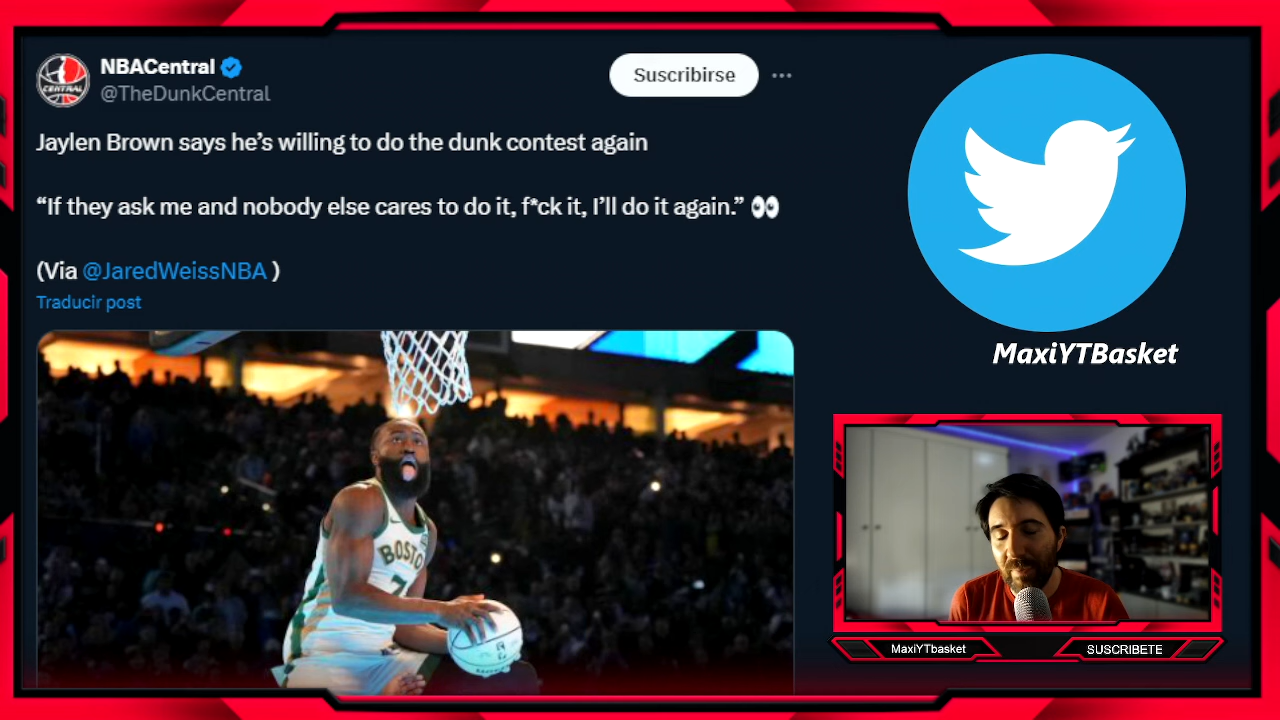 NBACentral
Suscribirse
@TheDunkCentral
Jaylen Brown says he’s willing to do the dunk contest again
“If they ask me and nobody else cares to do it, f*ck it, I’ll do it again.” 👀
(Via @JaredWeissNBA )
Traducir post
CENTRAL
BOSTO
7
MaxiYTBasket
MaxiYTbasket
SUSCRIBETE